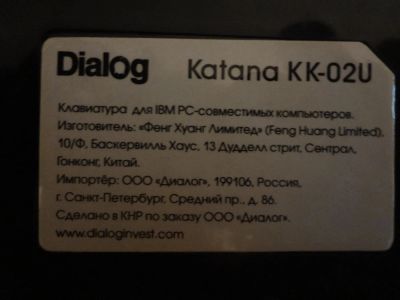 Dialog Katana KK-02U
Клавиатура для IBM PC-совместимых компьютеров.
Изготовитель: «Фенг Хуанг Лимитед» (Feng Huang Limited).
10/Ф, Баскервилль Хаус, 13 Дудделл стрит, Сентрал,
Гонконг, Китай.
Импортёр: ООО «Диалог», 199106, Россия,
г. Санкт-Петербург, Средний пр., д. 86.
Сделано в КНР по заказу ООО «Диалог».
www.dialoginvest.com